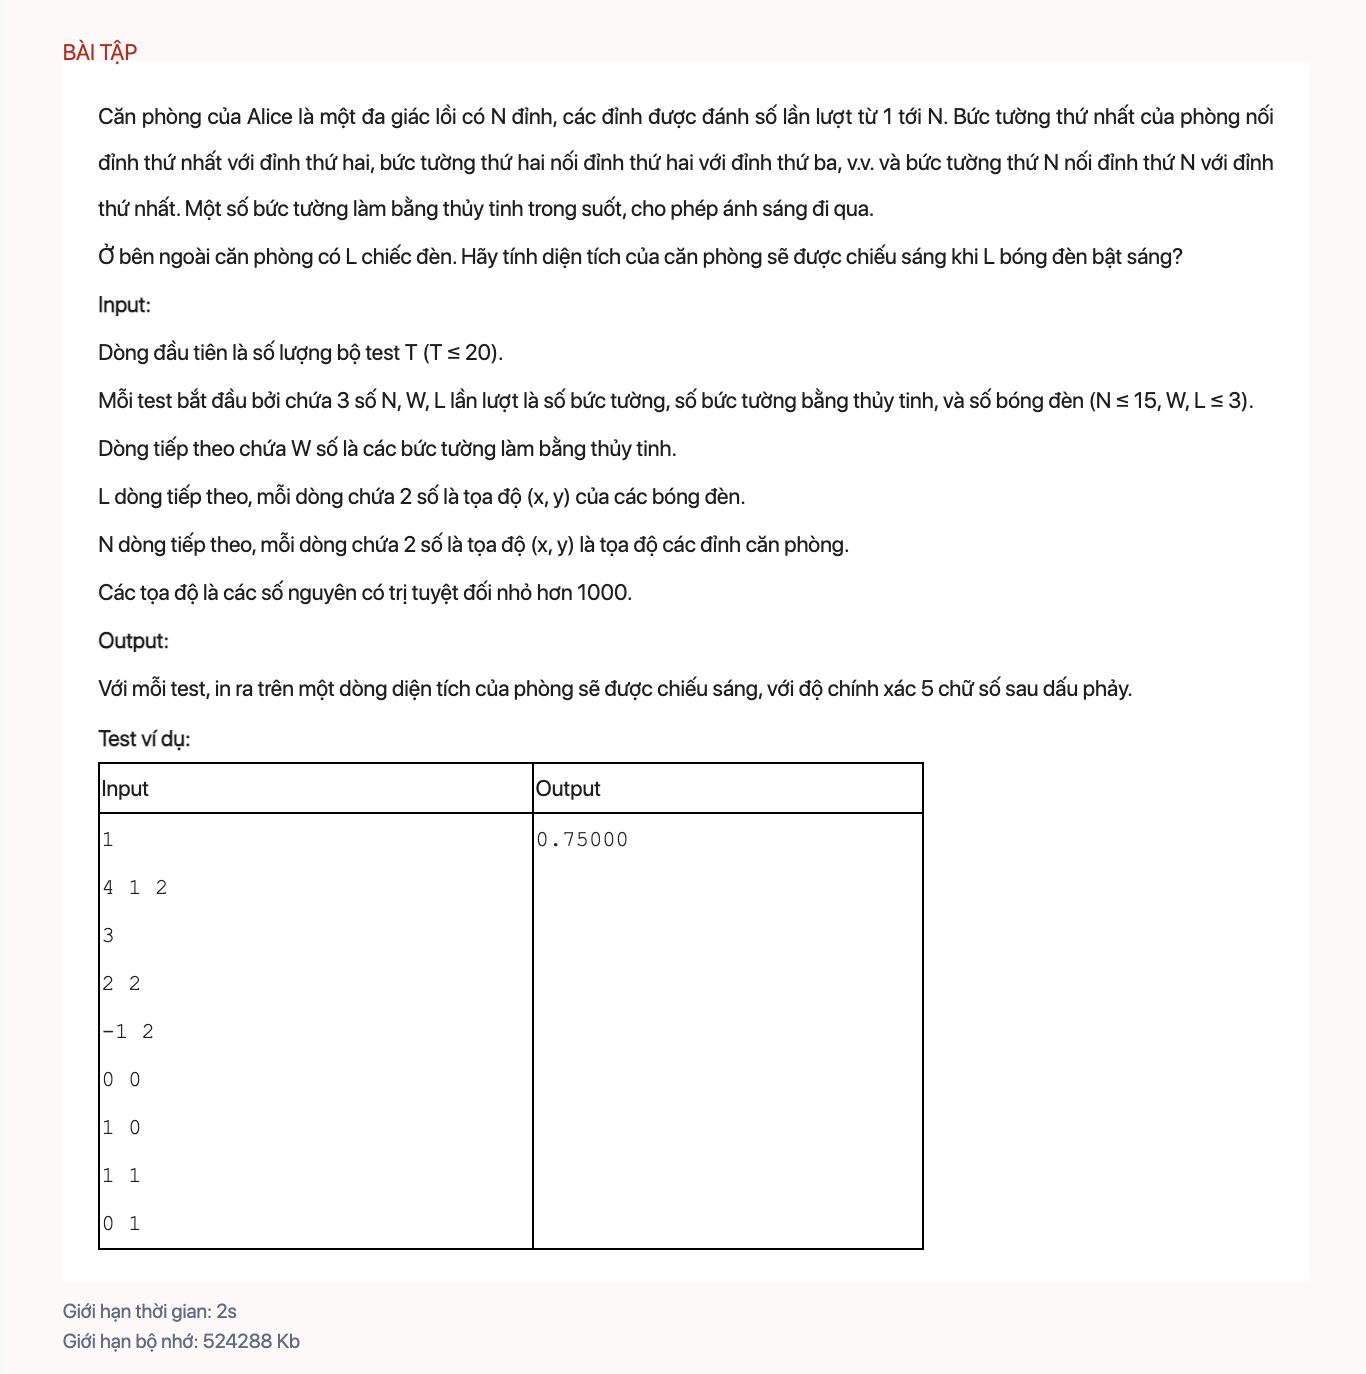 BÀI TẬP
Căn phòng của Alice là một đa giác lồi có N đỉnh, các đỉnh được đánh số lần lượt từ 1 tới N. Bức tường thứ nhất của phòng nối
đỉnh thứ nhất với đỉnh thứ hai, bức tường thứ hai nối đỉnh thứ hai với đỉnh thứ ba, v.v. và bức tường thứ N nối đỉnh thứ N với đỉnh
thứ nhất. Một số bức tường làm bằng thủy tinh trong suốt, cho phép ánh sáng đi qua.
Ở bên ngoài căn phòng có L chiếc đèn. Hãy tính diện tích của căn phòng sẽ được chiếu sáng khi L bóng đèn bật sáng?
Input:
Dòng đầu tiên là số lượng bộ test T (T ≤ 20).
Mỗi test bắt đầu bởi chứa 3 số N, W, L lần lượt là số bức tường, số bức tường bằng thủy tinh, và số bóng đèn (N ≤ 15, W, L ≤ 3).
Dòng tiếp theo chứa W số là các bức tường làm bằng thủy tinh.
L dòng tiếp theo, mỗi dòng chứa 2 số là tọa độ (x, y) của các bóng đèn.
N dòng tiếp theo, mỗi dòng chứa 2 số là tọa độ (x, y) là tọa độ các đỉnh căn phòng.
Các tọa độ là các số nguyên có trị tuyệt đối nhỏ hơn 1000.
Output:
Với mỗi test, in ra trên một dòng diện tích của phòng sẽ được chiếu sáng, với độ chính xác 5 chữ số sau dấu phảy.
Test ví dụ:
Input Output
1 0.75000
4 1 2
3
2 2
-1 2
0 0
1 0
1 1
0 1
Giới hạn thời gian: 2s
Giới hạn bộ nhớ: 524288 Kb